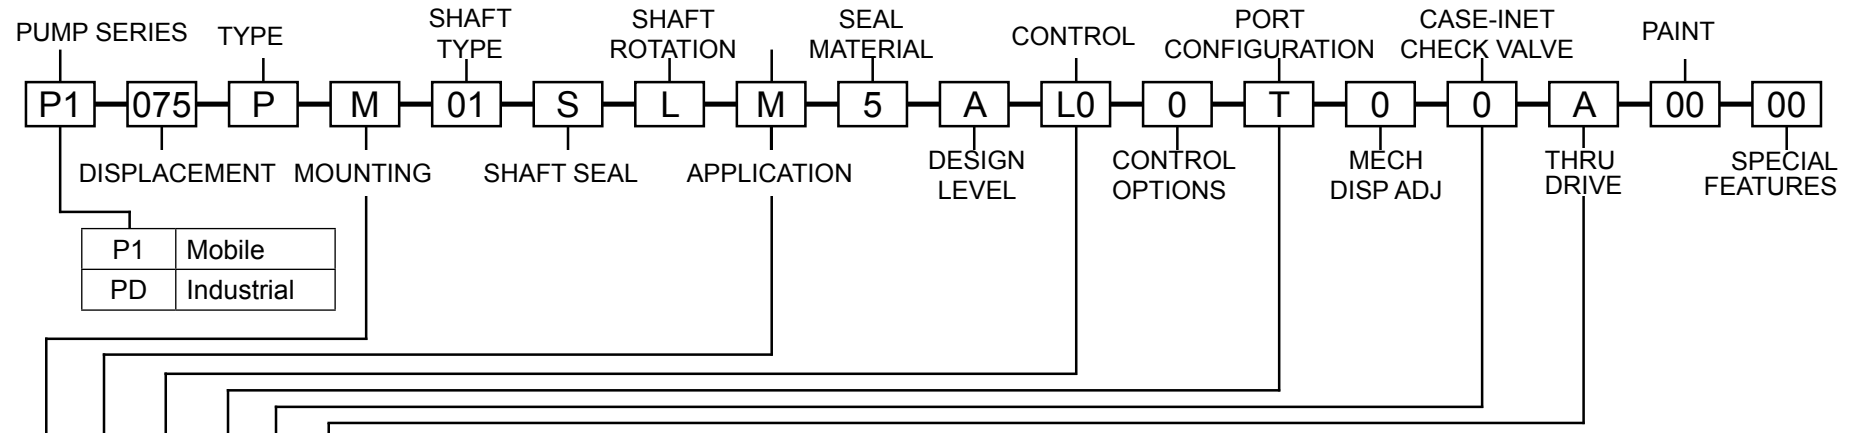 PUMP SERIES
TYPE
SHAFT
TYPE
SHAFT
ROTATION
SEAL
MATERIAL
CONTROL
PORT
CONFIGURATION
CASE-INET
CHECK VALVE
PAINT
P1 075 P M 01 S L M 5 A L0 0 T 0 0 A 00 00
DISPLACEMENT
MOUNTING
SHAFT SEAL
APPLICATION
DESIGN
LEVEL
CONTROL
OPTIONS
MECH
DISP ADJ
THRU
DRIVE
SPECIAL
FEATURES
P1 Mobile
PD Industrial